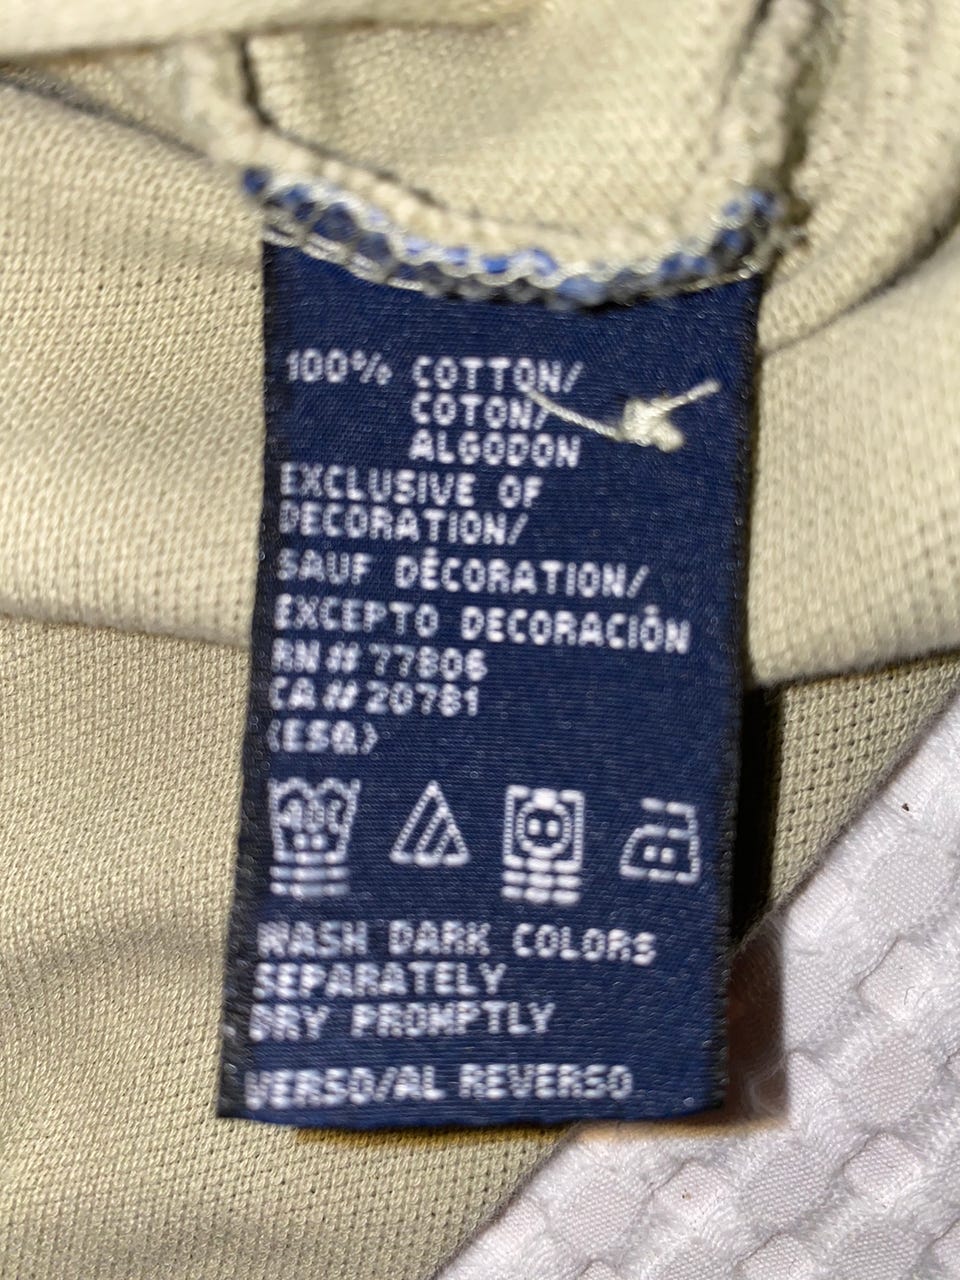 100% COTTON/
COTON/
ALGODON
EXCLUSIVE OF
DECORATION/
SAUF DÉCORATION/
EXCEPTO DECORACIÓN
RN# 77806
CA# 20781
(ESQ)
40C
WASH DARK COLORS
SEPARATELY
DRY PROMPTLY
VERSO/AL REVERSO